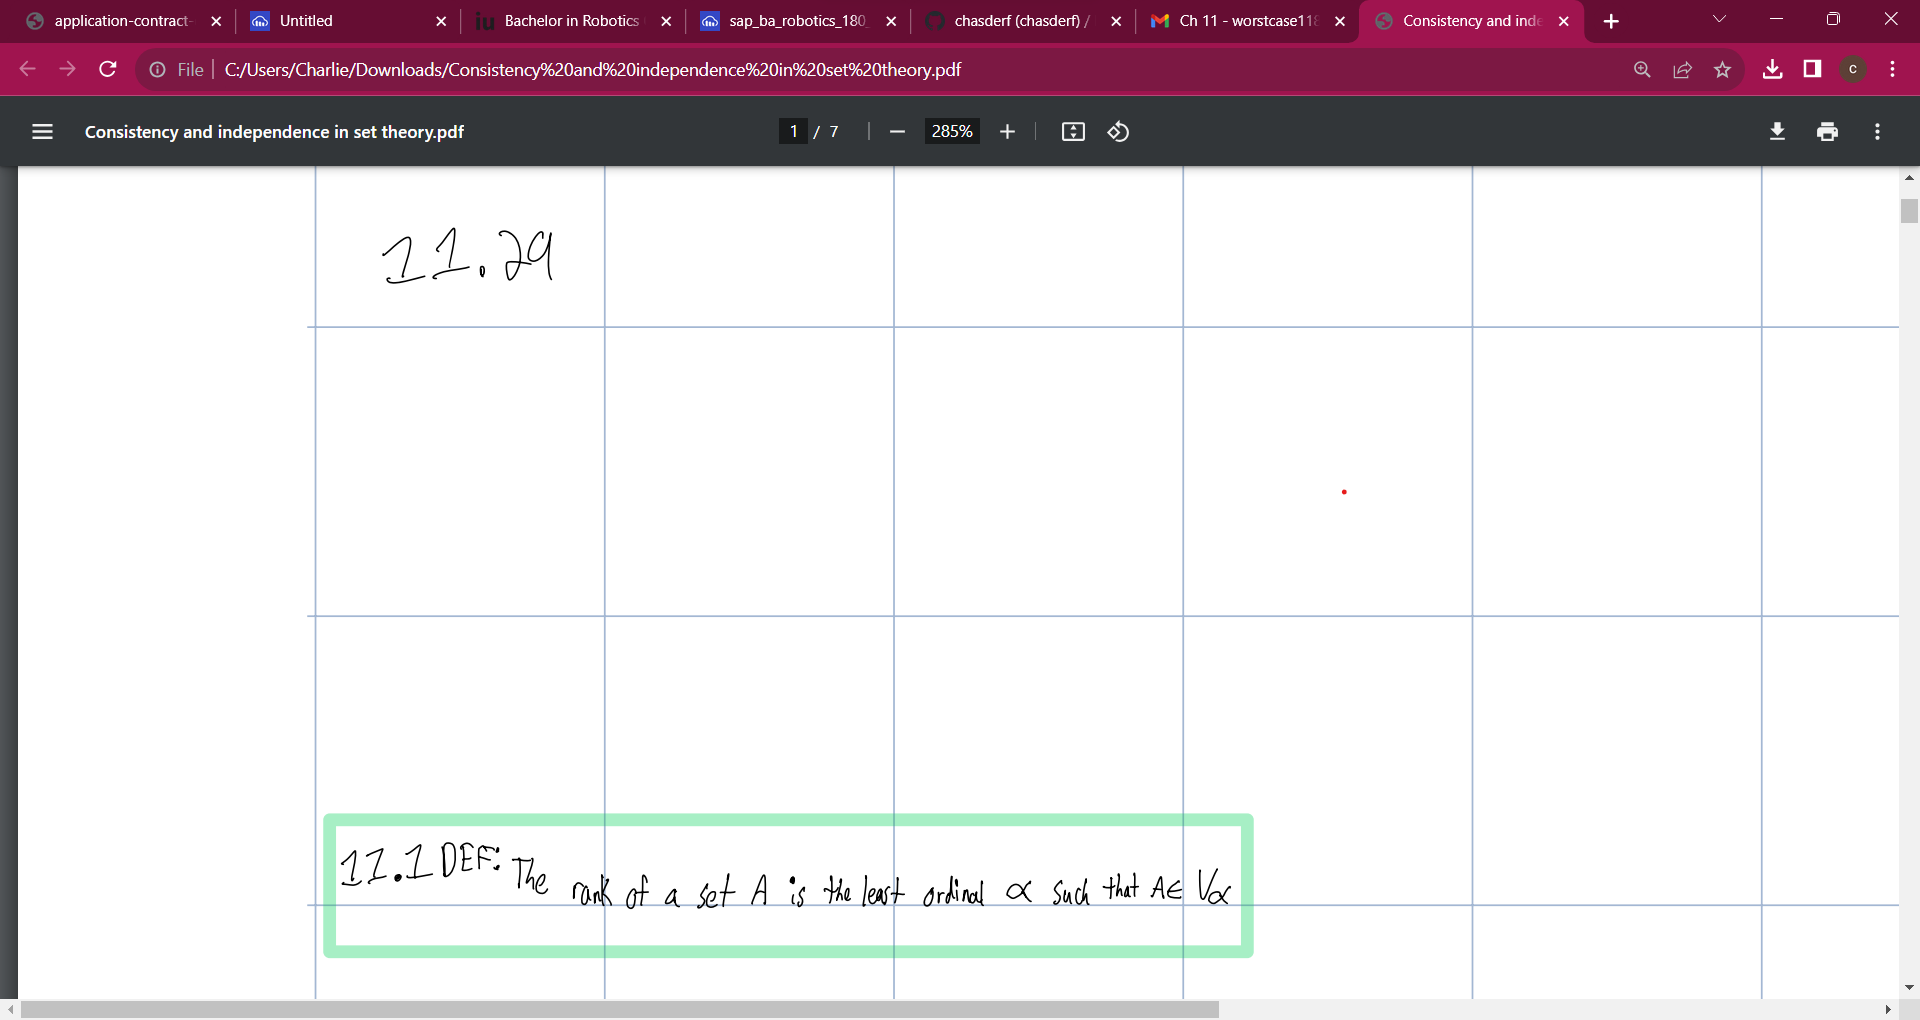 application-contract-
Untitled
Bachelor in Robotics
sap_ba_robotics_180
chasderf (chasderf) /
Ch 11 - worstcase118
Consistency and inde
File
C:/Users/Charlie/Downloads/Consistency%20and%20independence%20in%20set%20theory.pdf
c
Consistency and independence in set theory.pdf
1 / 7
285%
11.29
11.1 DEF: The rank of a set A is the least ordinal α such that A∈ Vα